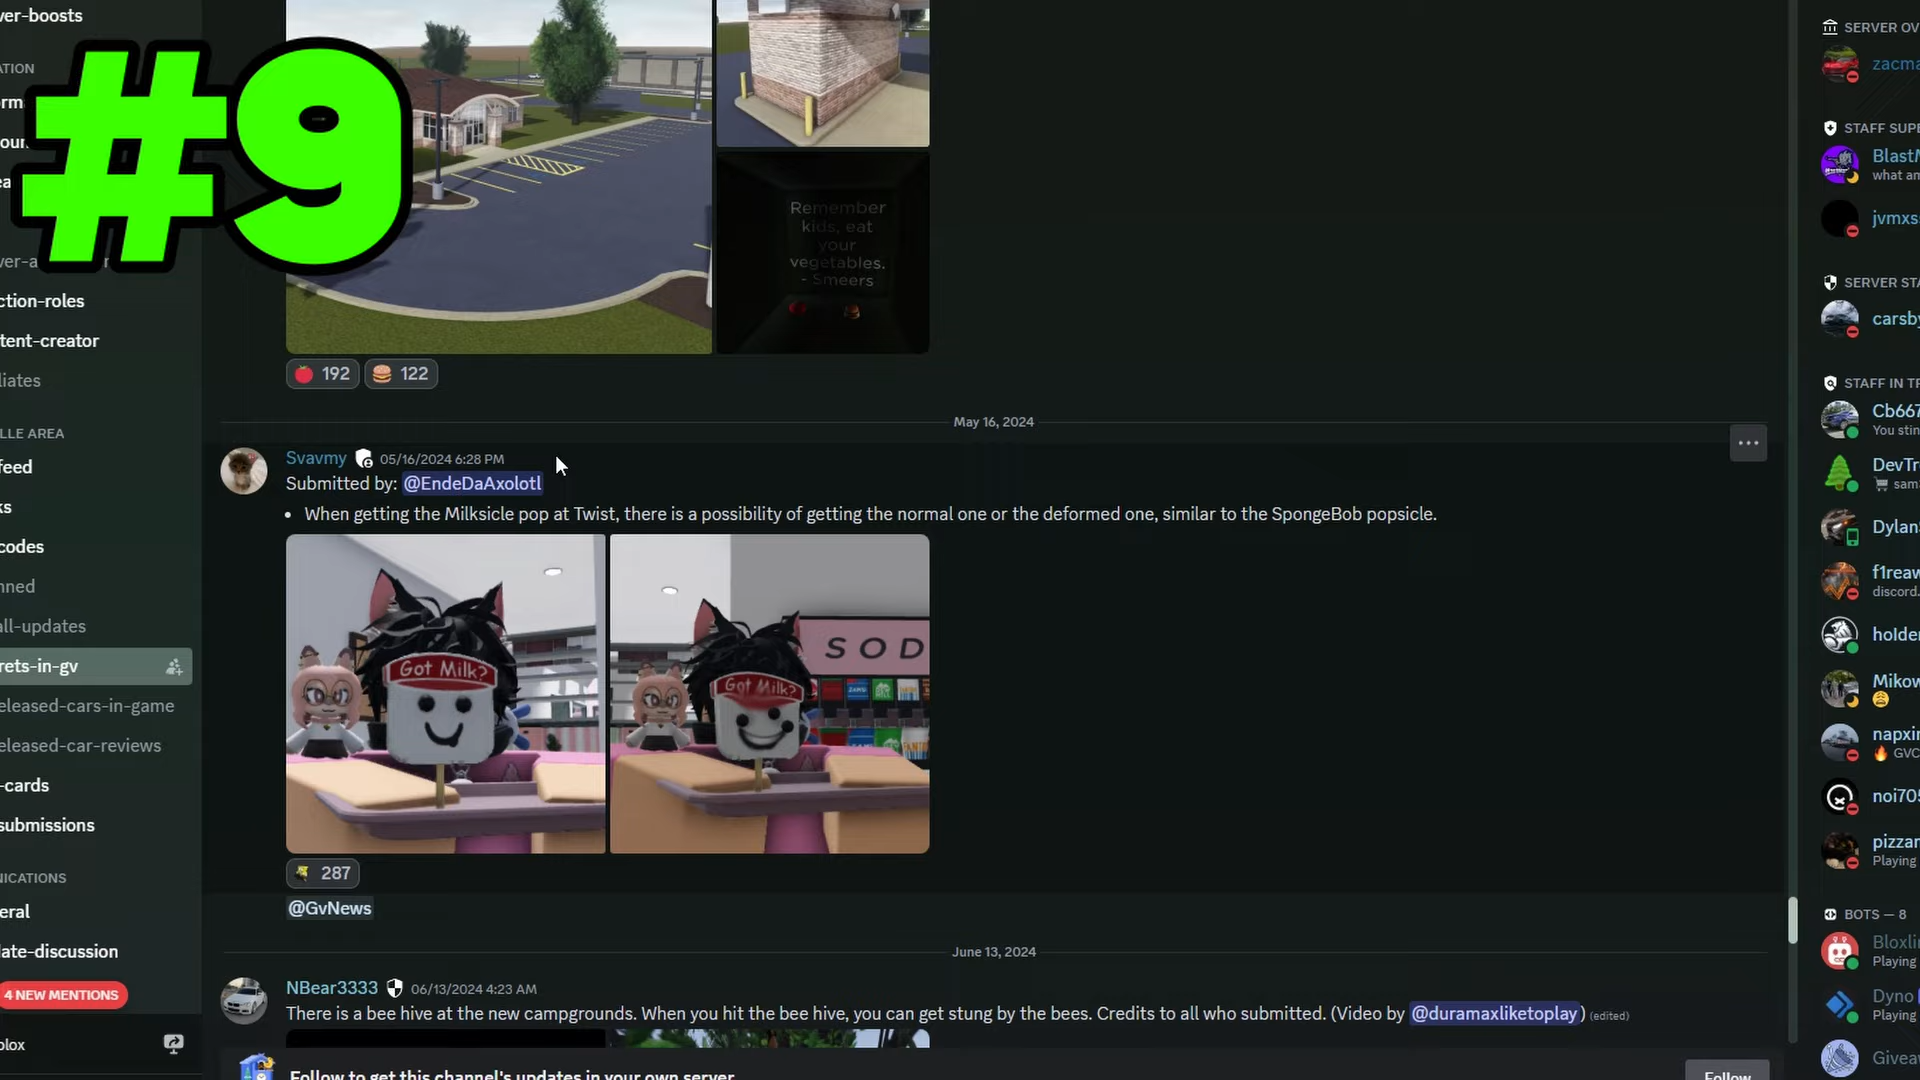 ver-boosts
#9
ATION
ction-roles
tent-creator
liates
LLE AREA
feed
ks
codes
nned
all-updates
rets-in-gv
eleased-cars-in-game
eleased-car-reviews
-cards
submissions
NICATIONS
eral
late-discussion
4 NEW MENTIONS
blox
Remember
kids, eat
your
vegetables.
- Smeers
192
122
May 16, 2024
Svavmy 05/16/2024 6:28 PM
Submitted by: @EndeDaAxolotl
• When getting the Milksicle pop at Twist, there is a possibility of getting the normal one or the deformed one, similar to the SpongeBob popsicle.
Got Milk?
Got Milk?
SOD
287
@GvNews
June 13, 2024
NBear3333 06/13/2024 4:23 AM
There is a bee hive at the new campgrounds. When you hit the bee hive, you can get stung by the bees. Credits to all who submitted. (Video by @duramaxliketoplay) (edited)
Follow to get this channel's updates in your own server
Follow
SERVER OV
zacma
STAFF SUPE
BlastM
what am
jvmxs
SERVER STA
carsby
STAFF IN TR
Cb667
You stin
DevTr
sam
Dylan
f1reaw
discord.
holder
Mikow
napxin
GVC
noi705
pizzar
Playing
BOTS — 8
Bloxlin
Playing
Dyno
Playing
Giveaw